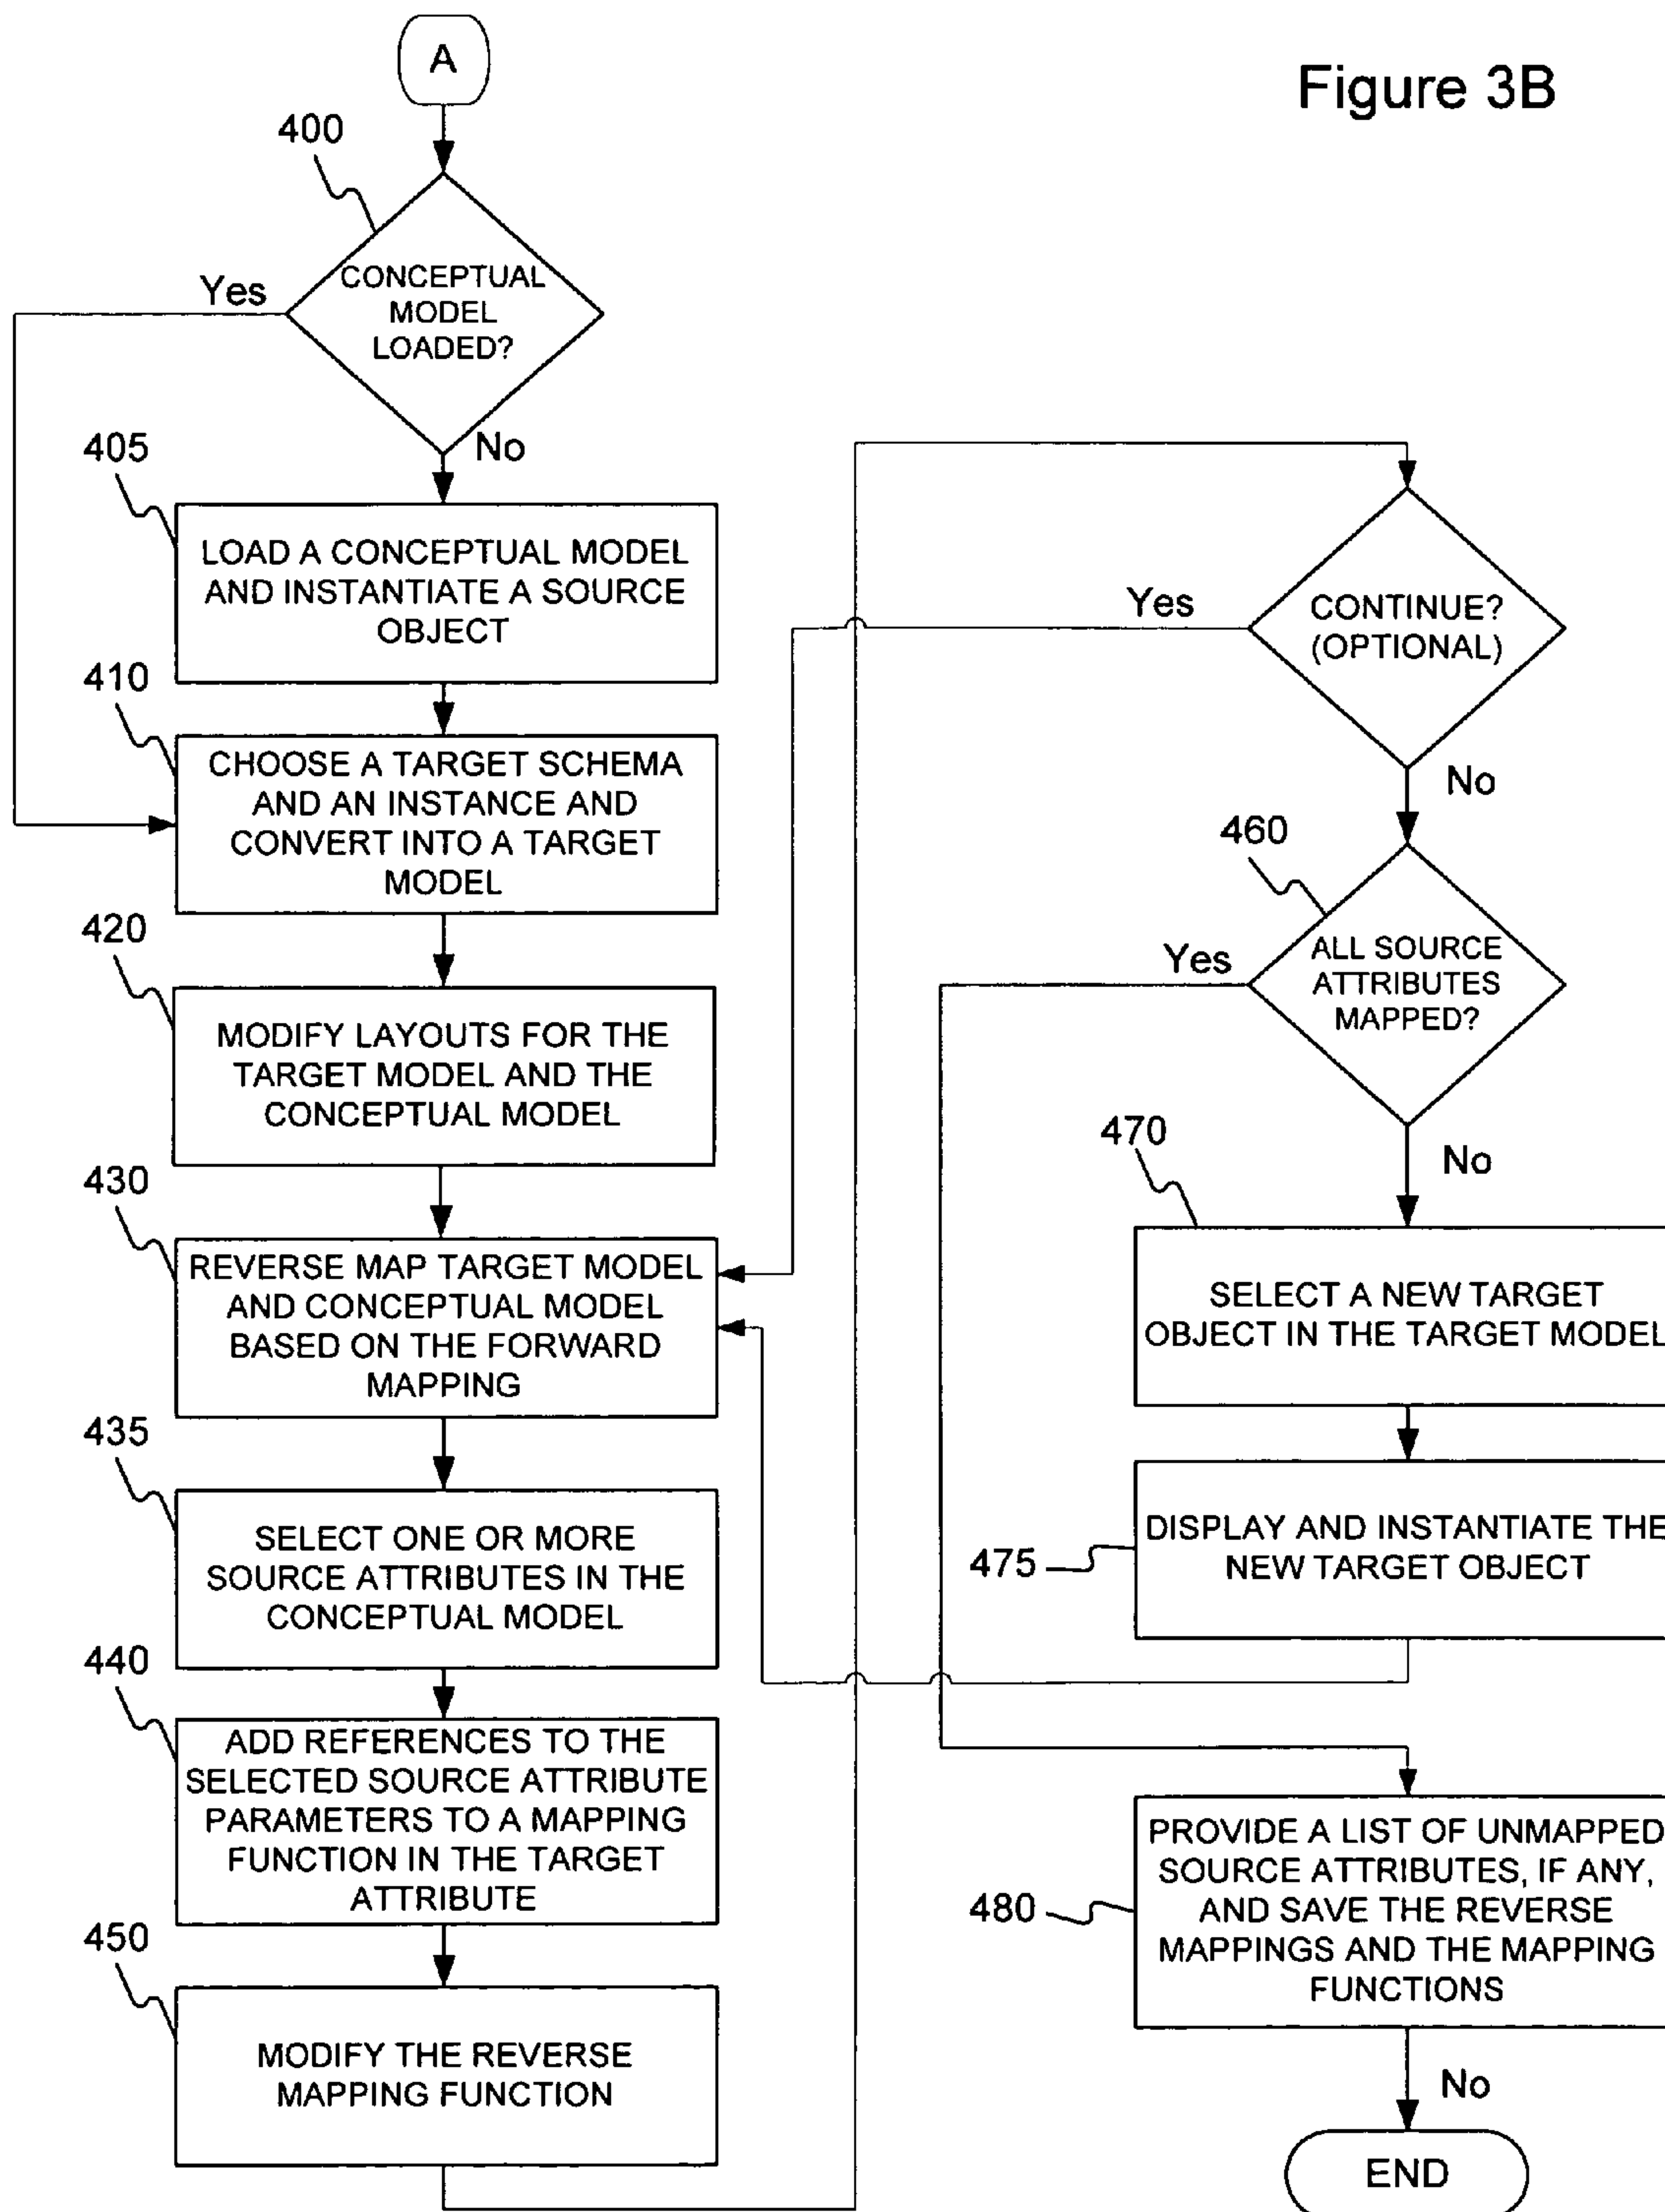 A
Figure 3B
400
CONCEPTUAL
MODEL
LOADED?
Yes
No
405
LOAD A CONCEPTUAL MODEL
AND INSTANTIATE A SOURCE
OBJECT
410
CHOOSE A TARGET SCHEMA
AND AN INSTANCE AND
CONVERT INTO A TARGET
MODEL
420
MODIFY LAYOUTS FOR THE
TARGET MODEL AND THE
CONCEPTUAL MODEL
430
REVERSE MAP TARGET MODEL
AND CONCEPTUAL MODEL
BASED ON THE FORWARD
MAPPING
435
SELECT ONE OR MORE
SOURCE ATTRIBUTES IN THE
CONCEPTUAL MODEL
440
ADD REFERENCES TO THE
SELECTED SOURCE ATTRIBUTE
PARAMETERS TO A MAPPING
FUNCTION IN THE TARGET
ATTRIBUTE
450
MODIFY THE REVERSE
MAPPING FUNCTION
CONTINUE?
(OPTIONAL)
Yes
No
460
ALL SOURCE
ATTRIBUTES
MAPPED?
Yes
No
470
SELECT A NEW TARGET
OBJECT IN THE TARGET MODEL
475
DISPLAY AND INSTANTIATE THE
NEW TARGET OBJECT
480
PROVIDE A LIST OF UNMAPPED
SOURCE ATTRIBUTES, IF ANY,
AND SAVE THE REVERSE
MAPPINGS AND THE MAPPING
FUNCTIONS
No
END